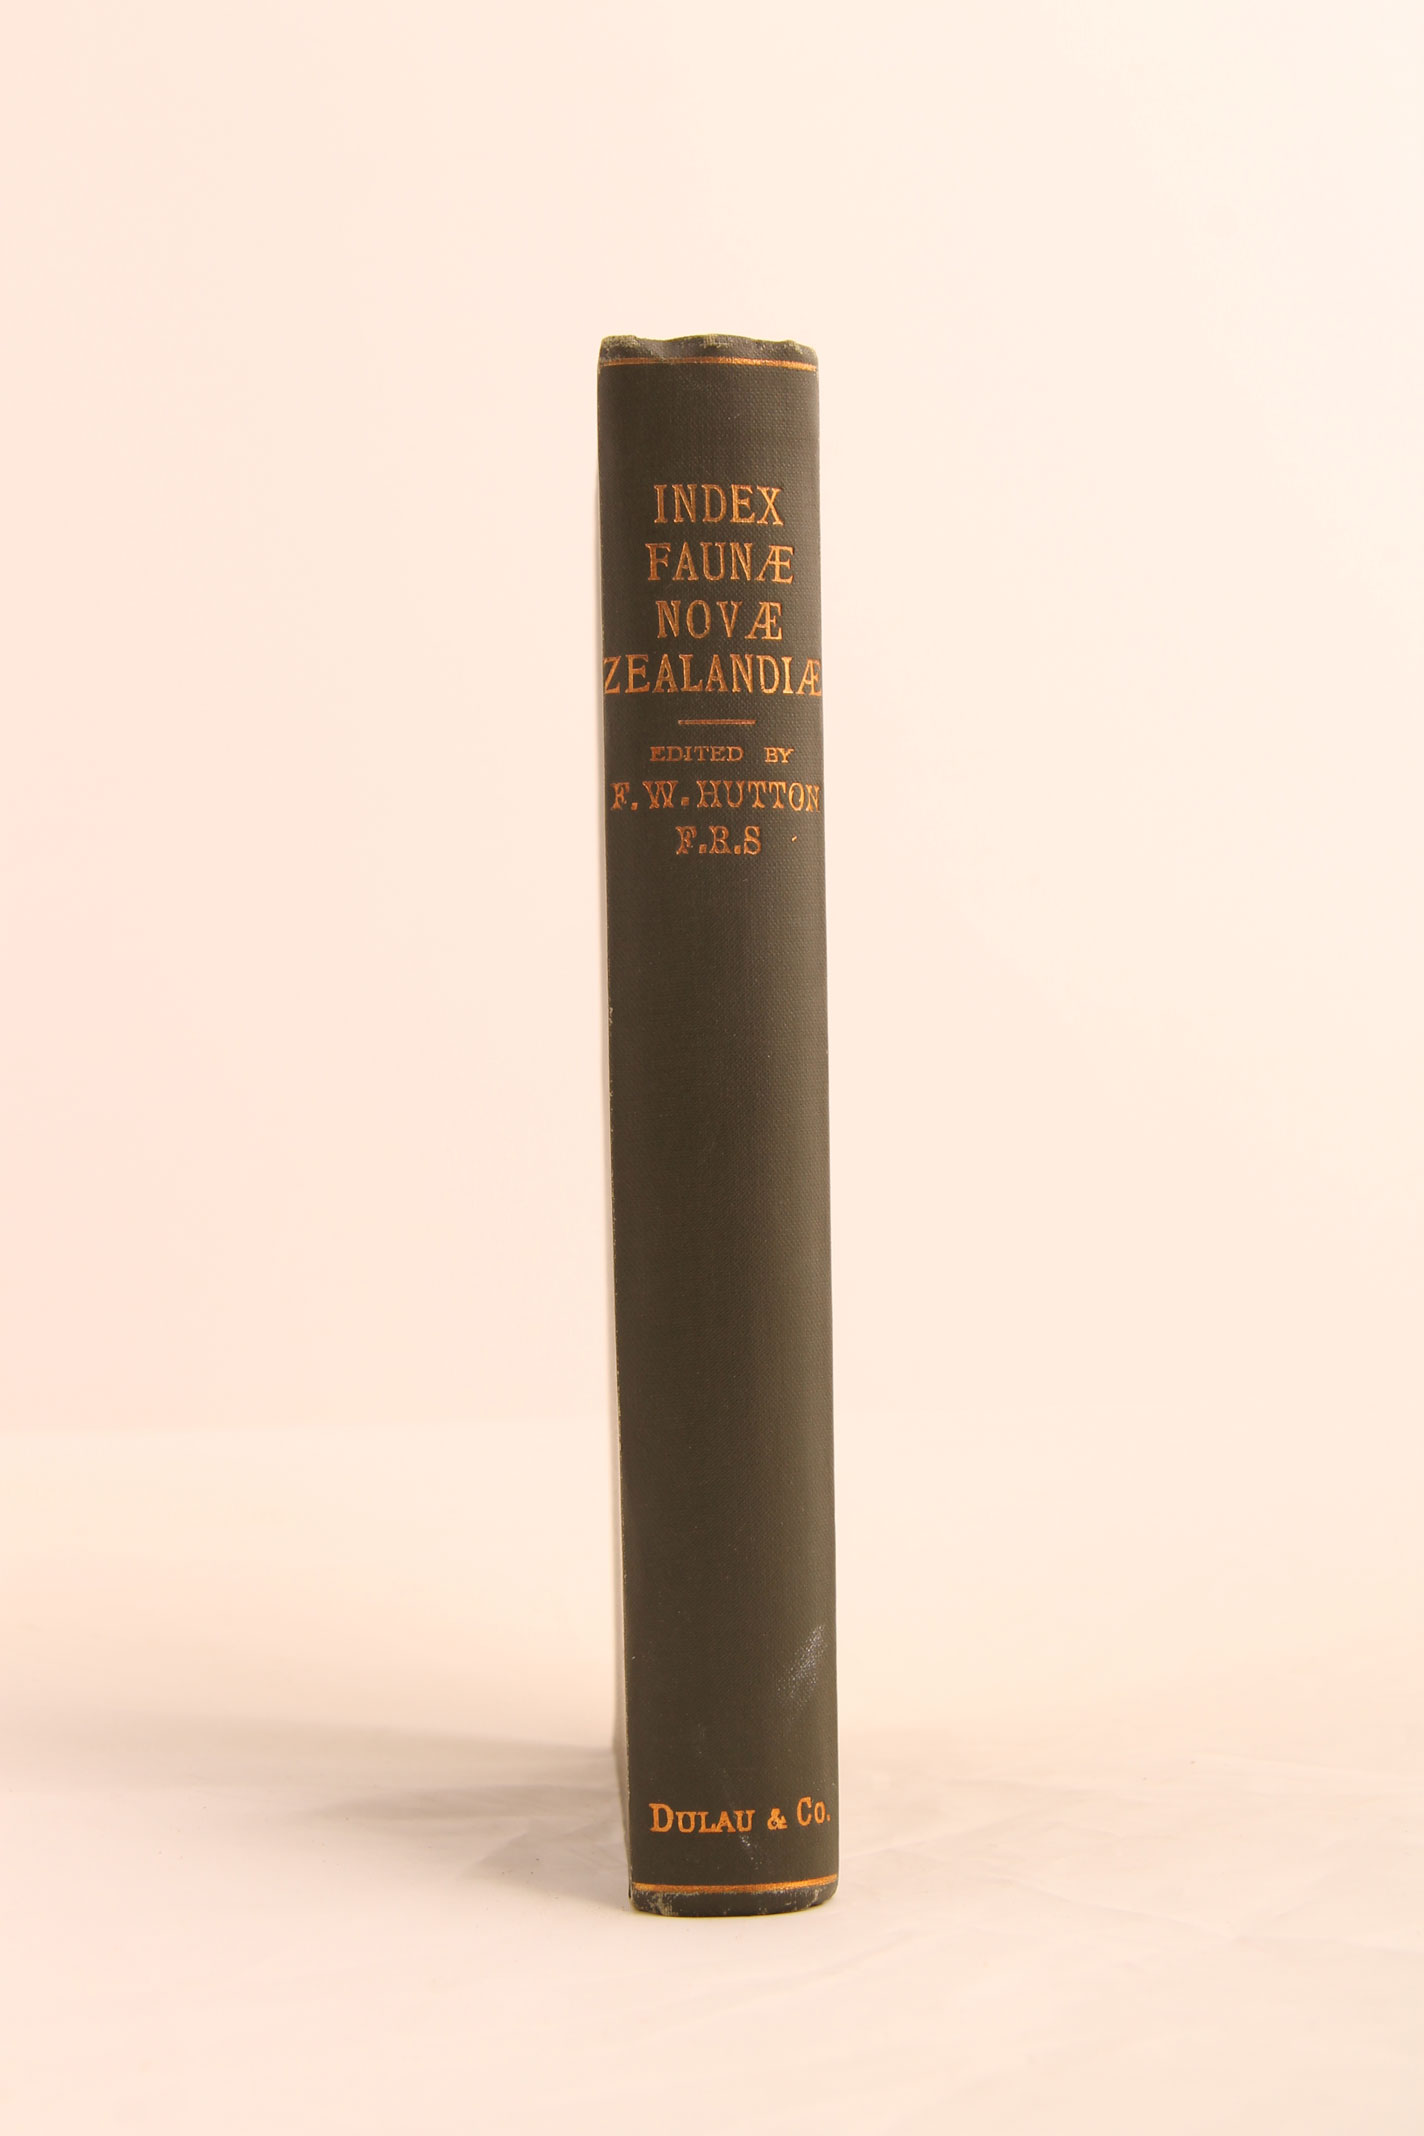 INDEX
FAUNÆ
NOVÆ
ZEALANDIÆ
EDITED BY
F.W.HUTTON
F.R.S
DULAU & CO.